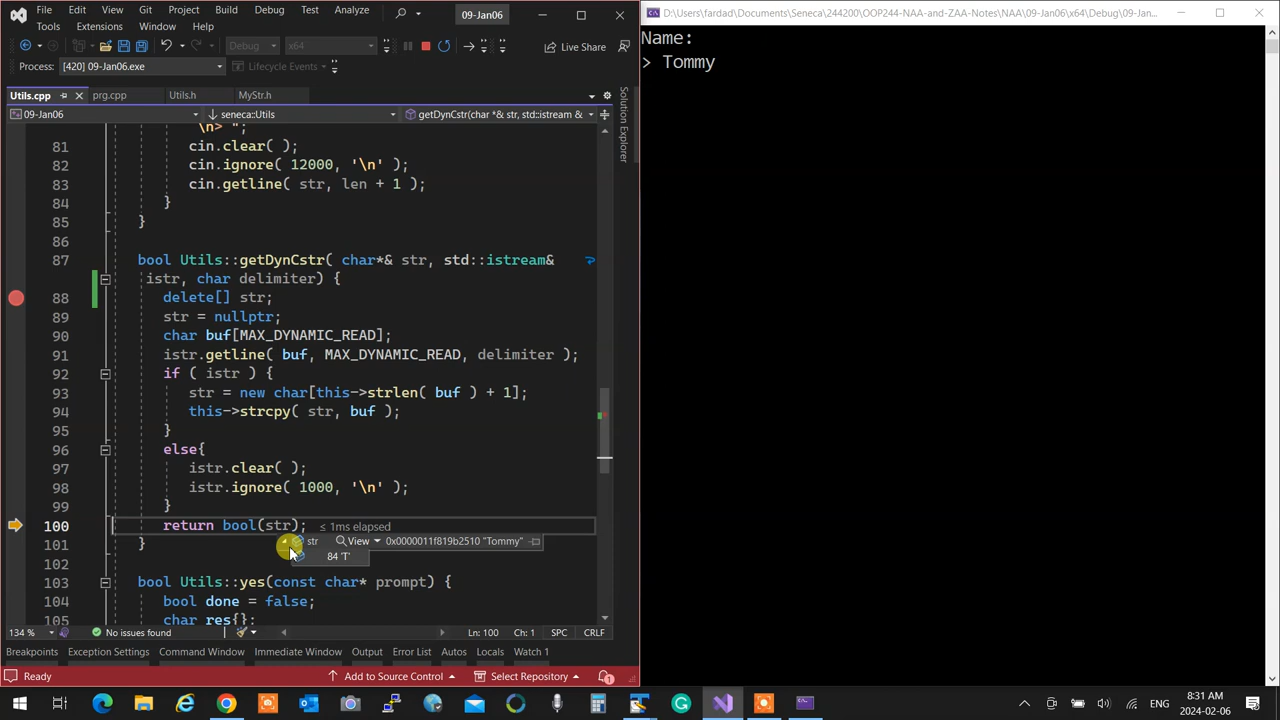 File Edit View Git Project Build Debug Test Analyze
Tools Extensions Window Help
09-Jan06
Debug x64 Live Share
Process: [420] 09-Jan06.exe Lifecycle Events
Utils.cpp prg.cpp Utils.h MyStr.h
09-Jan06 seneca::Utils getDynCstr(char *& str, std::istream &
Solution Explorer
\n> ";
81 cin.clear( );
82 cin.ignore( 12000, '\n' );
83 cin.getline( str, len + 1 );
84 }
85 }
86
87 bool Utils::getDynCstr( char*& str, std::istream&
istr, char delimiter) {
88 delete[] str;
89 str = nullptr;
90 char buf[MAX_DYNAMIC_READ];
91 istr.getline( buf, MAX_DYNAMIC_READ, delimiter );
92 if ( istr ) {
93 str = new char[this->strlen( buf ) + 1];
94 this->strcpy( str, buf );
95 }
96 else{
97 istr.clear( );
98 istr.ignore( 1000, '\n' );
99 }
100 return bool(str); ≤ 1ms elapsed
101 }
str View 0x0000011f819b2510 "Tommy"
84 'T'
102
103 bool Utils::yes(const char* prompt) {
104 bool done = false;
105 char res{};
134 % No issues found Ln: 100 Ch: 1 SPC CRLF
Breakpoints Exception Settings Command Window Immediate Window Output Error List Autos Locals Watch 1
Ready Add to Source Control Select Repository 1
D:\Users\fardad\Documents\Seneca\244200\OOP244-NAA-and-ZAA-Notes\NAA\09-Jan06\x64\Debug\09-Jan...
Name:
> Tommy
ENG 8:31 AM
2024-02-06